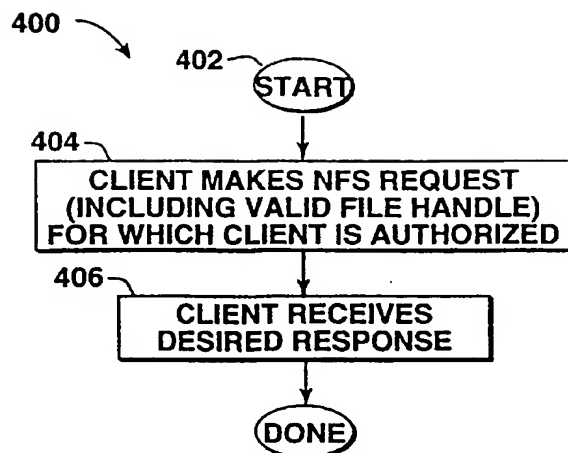 400
402
START
404
CLIENT MAKES NFS REQUEST
(INCLUDING VALID FILE HANDLE)
FOR WHICH CLIENT IS AUTHORIZED
406
CLIENT RECEIVES
DESIRED RESPONSE
DONE